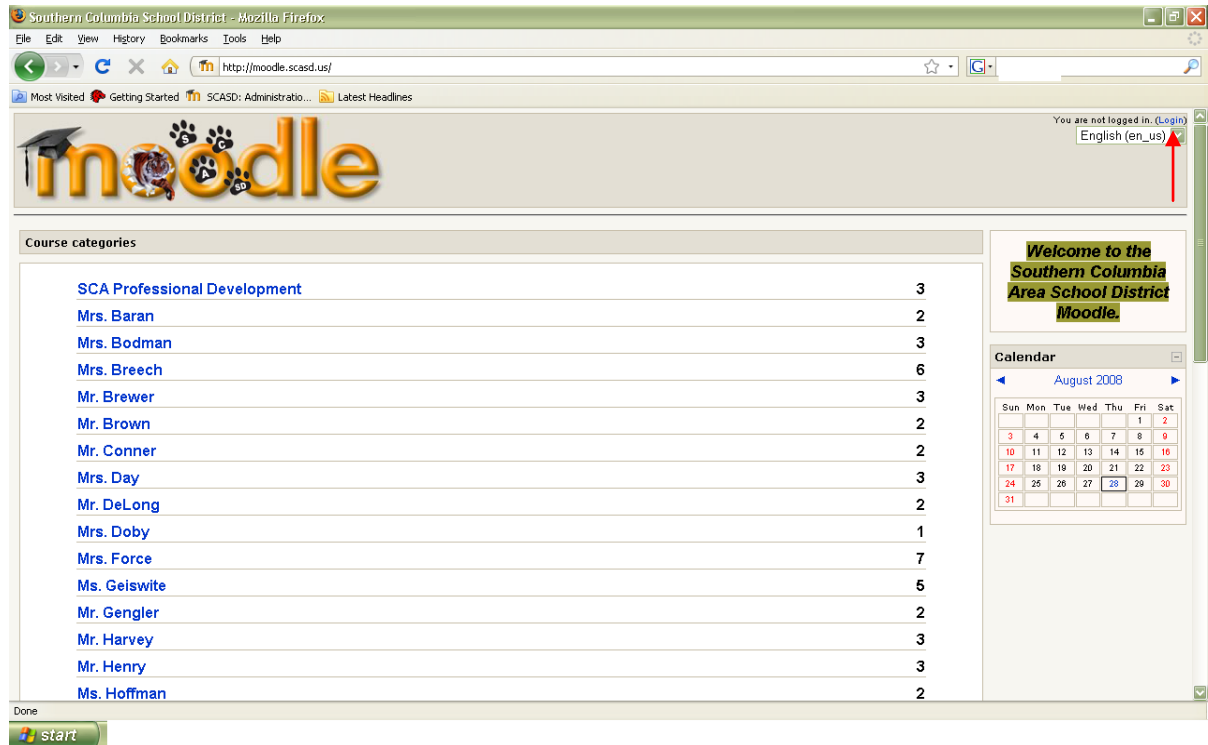 Southern Columbia School District - Mozilla Firefox
File Edit View History Bookmarks Tools Help
http://moodle.scasd.us/
G
Most Visited Getting Started SCASD: Administratio... Latest Headlines
You are not logged in. (Login)
English (en_us)
moodle
S C A SD
Course categories
SCA Professional Development 3
Mrs. Baran 2
Mrs. Bodman 3
Mrs. Breech 6
Mr. Brewer 3
Mr. Brown 2
Mr. Conner 2
Mrs. Day 3
Mr. DeLong 2
Mrs. Doby 1
Mrs. Force 7
Ms. Geiswite 5
Mr. Gengler 2
Mr. Harvey 3
Mr. Henry 3
Ms. Hoffman 2
Welcome to the
Southern Columbia
Area School District
Moodle.
Calendar
August 2008
Sun Mon Tue Wed Thu Fri Sat
1 2
3 4 5 6 7 8 9
10 11 12 13 14 15 16
17 18 19 20 21 22 23
24 25 26 27 28 29 30
31
Done
start